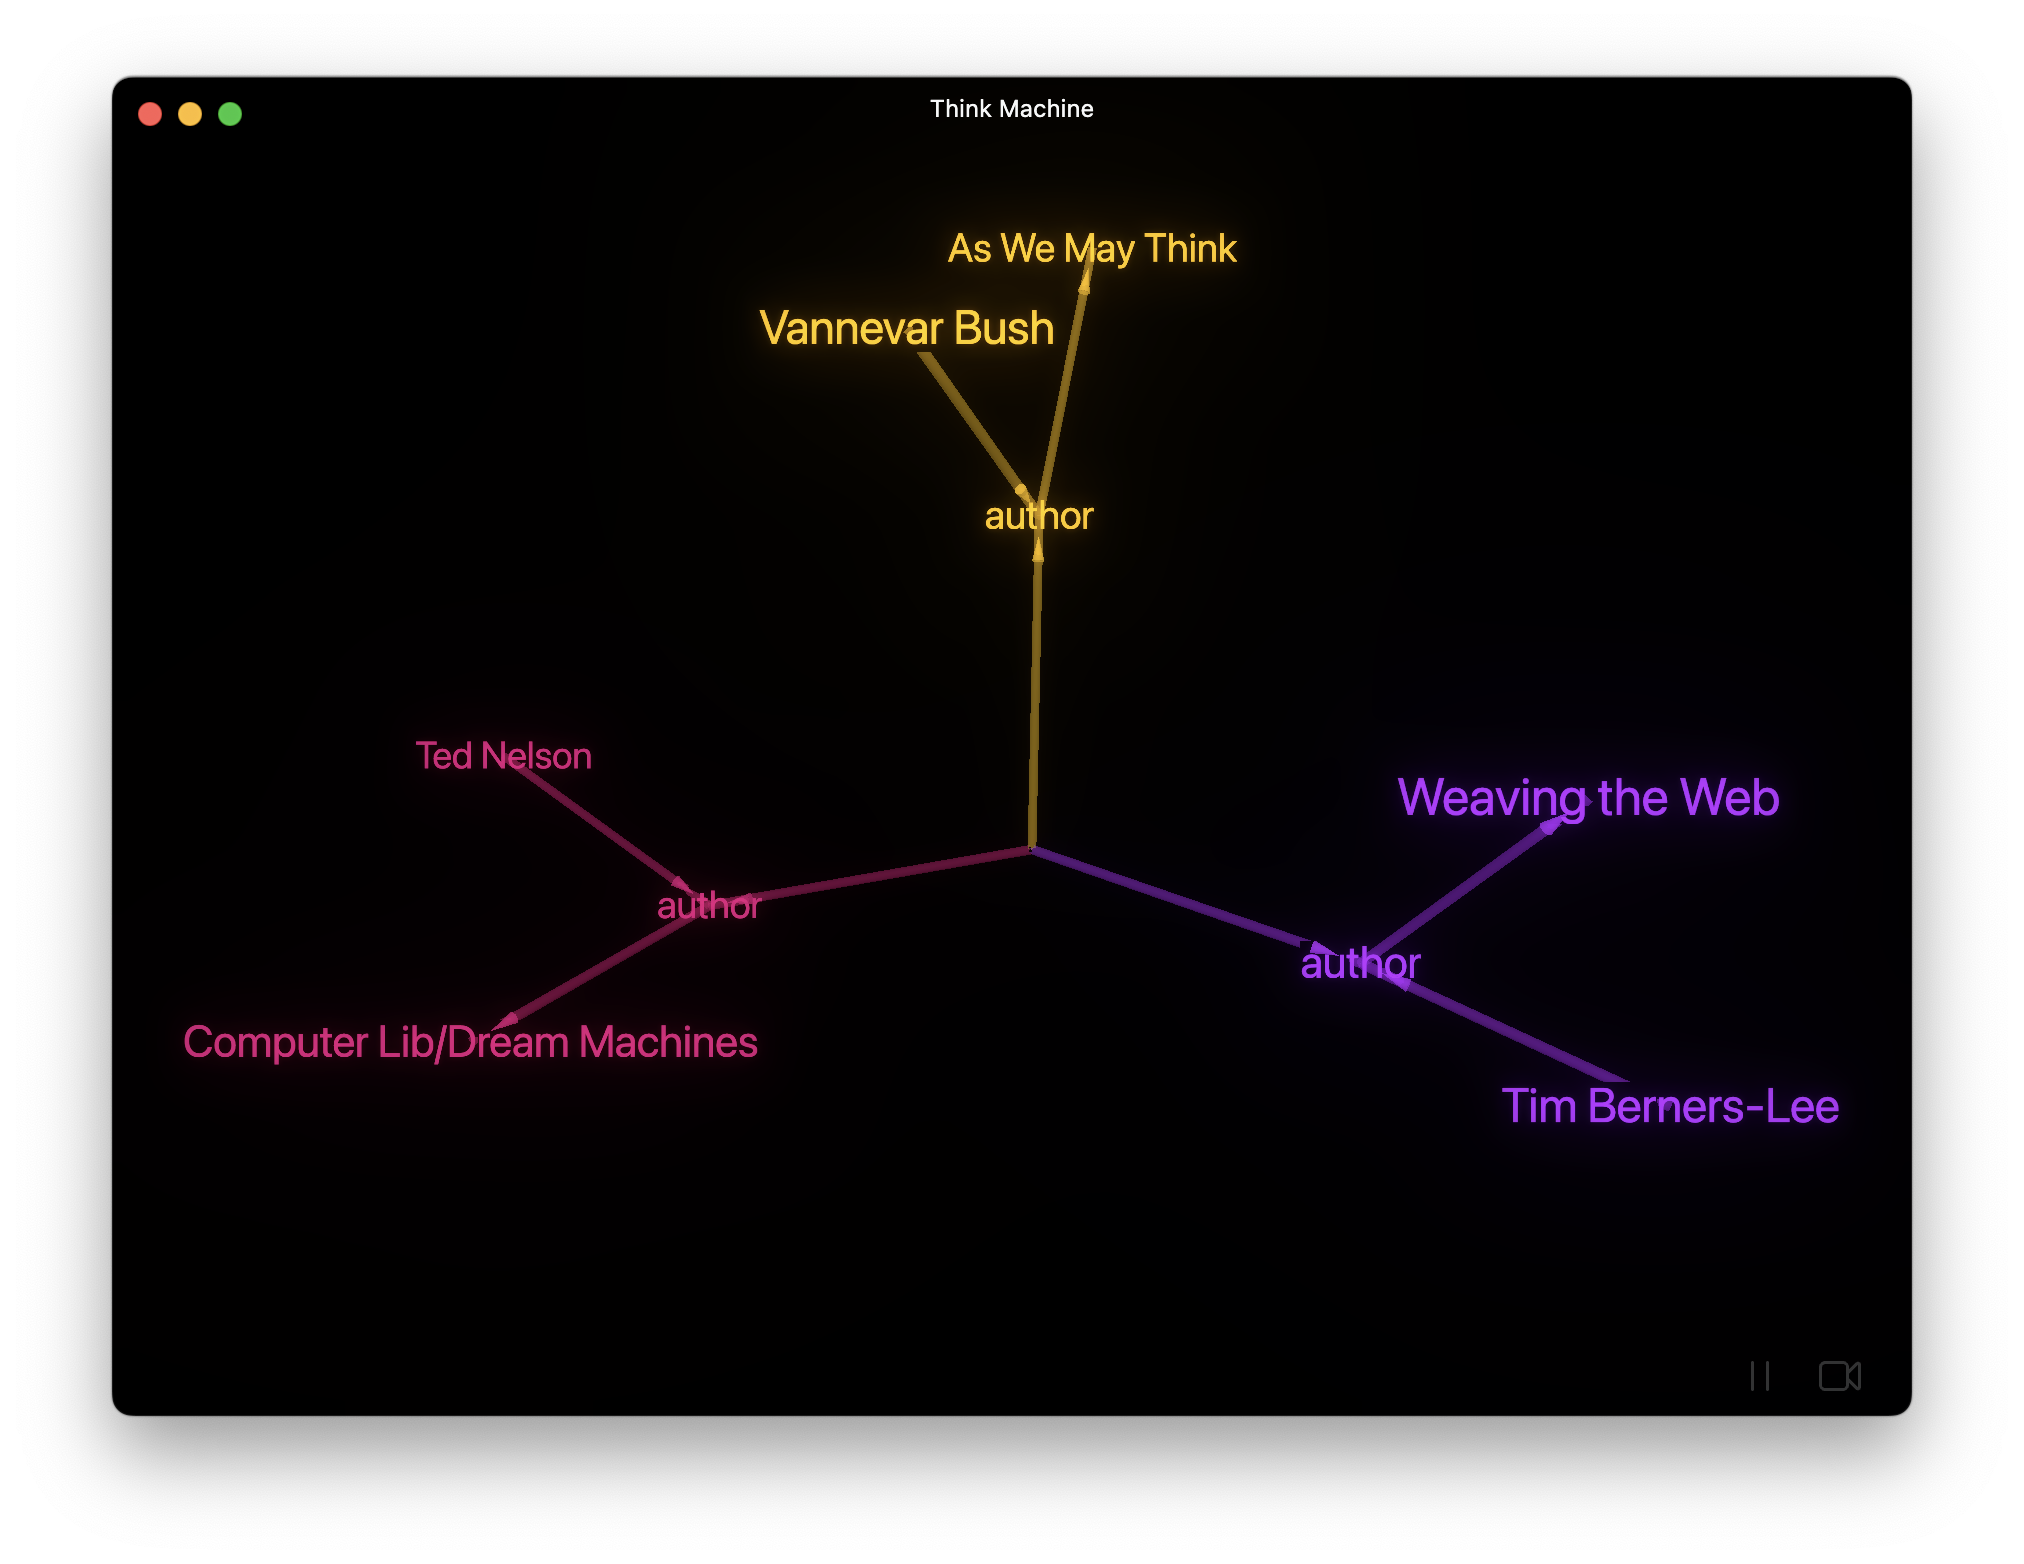 Think Machine
As We May Think
Vannevar Bush
author
Ted Nelson
Weaving the Web
author
author
Computer Lib/Dream Machines
Tim Berners-Lee